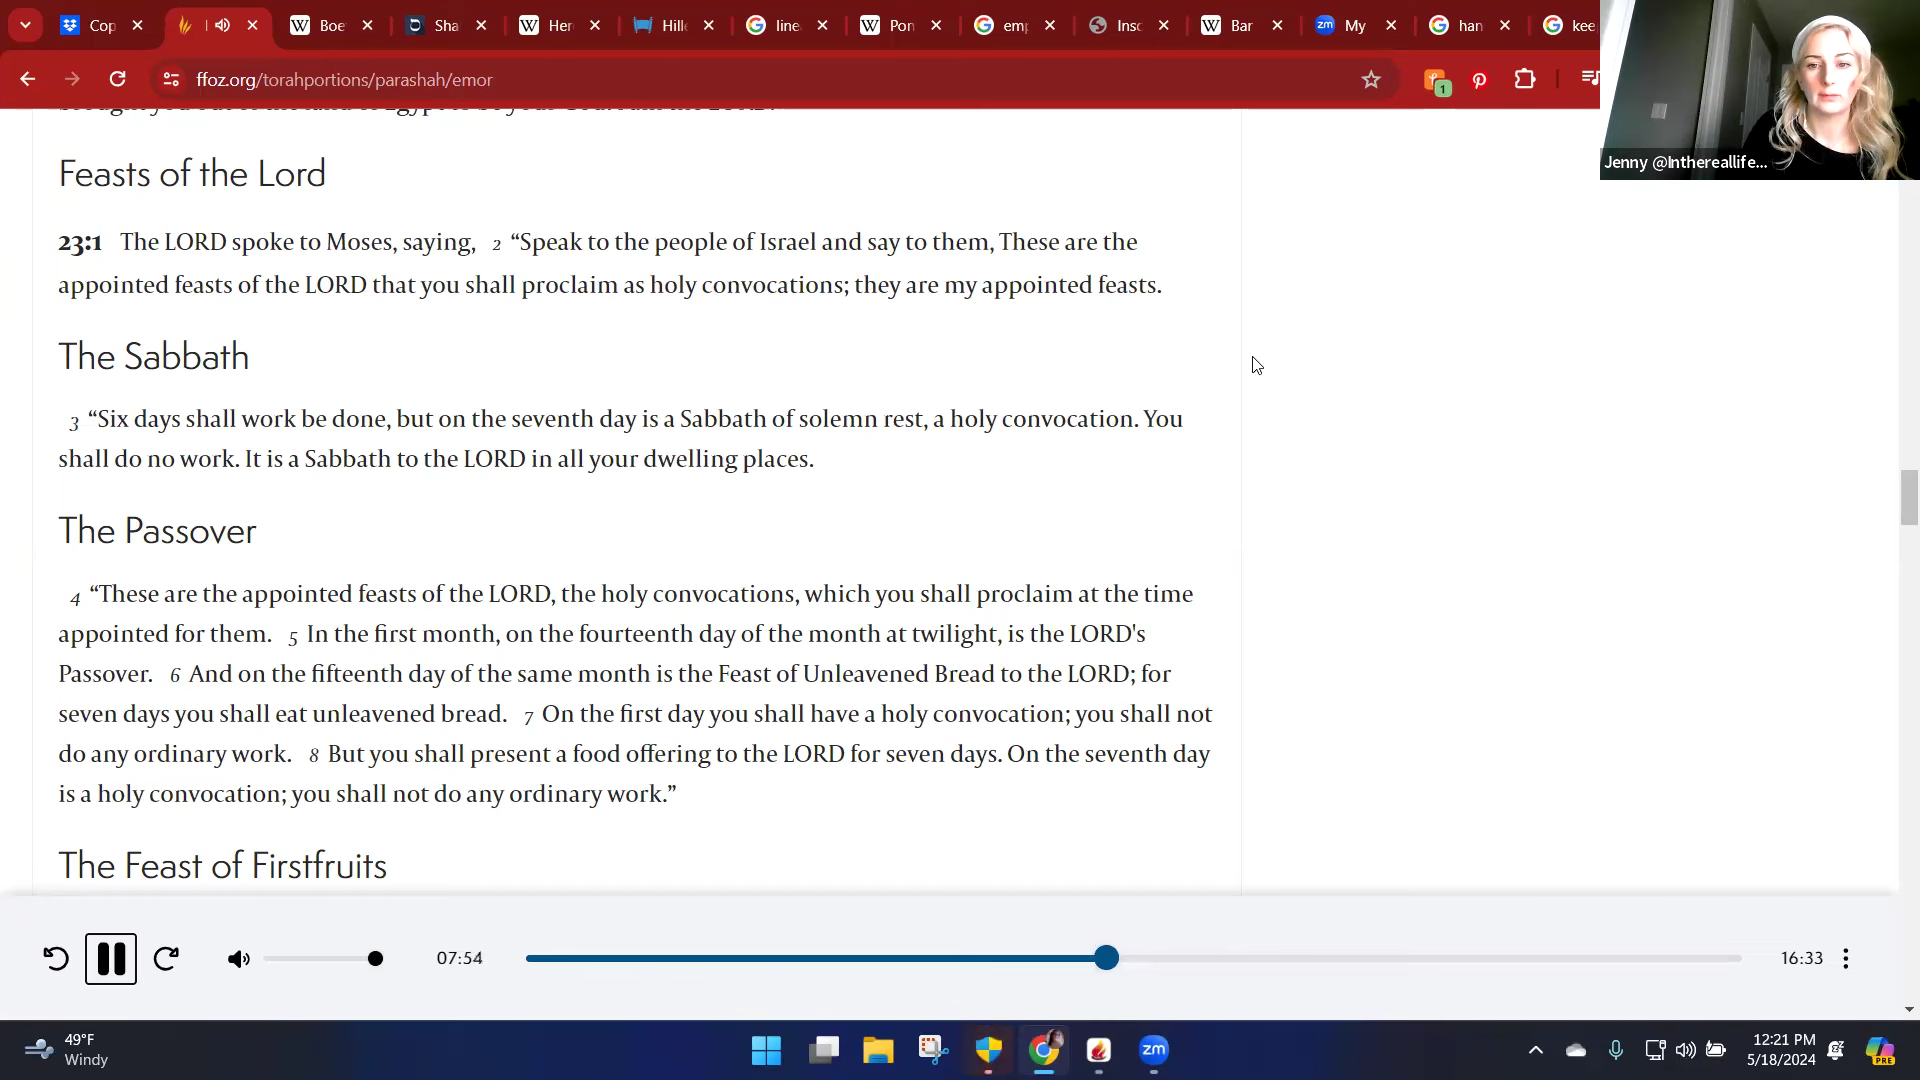 Cop
Boe
Sha
Her
Hill
line
Pon
emp
Insc
Bar
zm My
han
kee
ffoz.org/torahportions/parashah/emor
1
Jenny @Inthereallife...
Feasts of the Lord
23:1 The LORD spoke to Moses, saying, 2 “Speak to the people of Israel and say to them, These are the
appointed feasts of the LORD that you shall proclaim as holy convocations; they are my appointed feasts.
The Sabbath
3 “Six days shall work be done, but on the seventh day is a Sabbath of solemn rest, a holy convocation. You
shall do no work. It is a Sabbath to the LORD in all your dwelling places.
The Passover
4 “These are the appointed feasts of the LORD, the holy convocations, which you shall proclaim at the time
appointed for them. 5 In the first month, on the fourteenth day of the month at twilight, is the LORD's
Passover. 6 And on the fifteenth day of the same month is the Feast of Unleavened Bread to the LORD; for
seven days you shall eat unleavened bread. 7 On the first day you shall have a holy convocation; you shall not
do any ordinary work. 8 But you shall present a food offering to the LORD for seven days. On the seventh day
is a holy convocation; you shall not do any ordinary work.”
The Feast of Firstfruits
07:54
16:33
49°F
Windy
zm
12:21 PM
5/18/2024
PRE